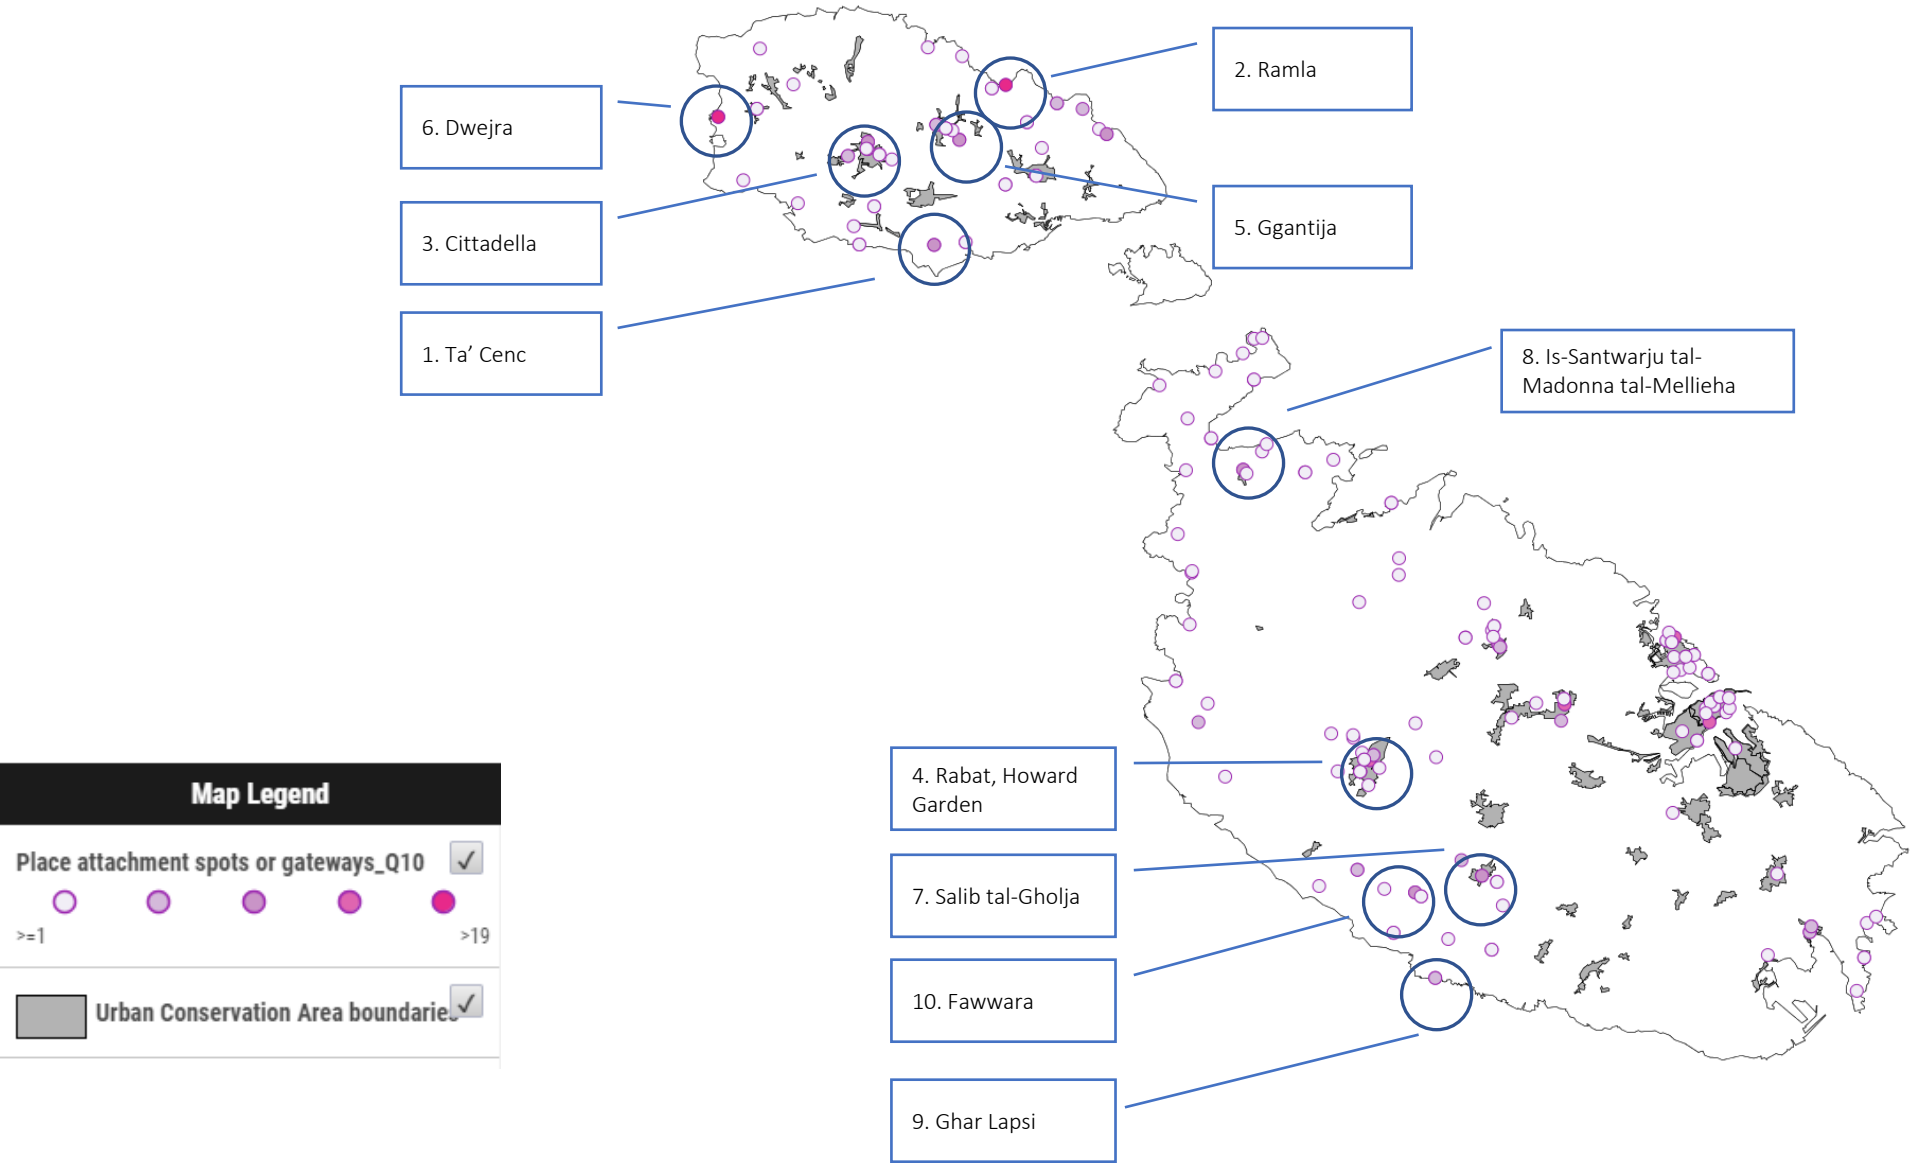 2. Ramla
6. Dwejra
3. Cittadella
5. Ggantija
1. Ta’ Cenc
8. Is-Santwarju tal-
Madonna tal-Mellieha
4. Rabat, Howard
Garden
7. Salib tal-Gholja
10. Fawwara
9. Ghar Lapsi
Map Legend
Place attachment spots or gateways_Q10
>=1
>19
Urban Conservation Area boundaries